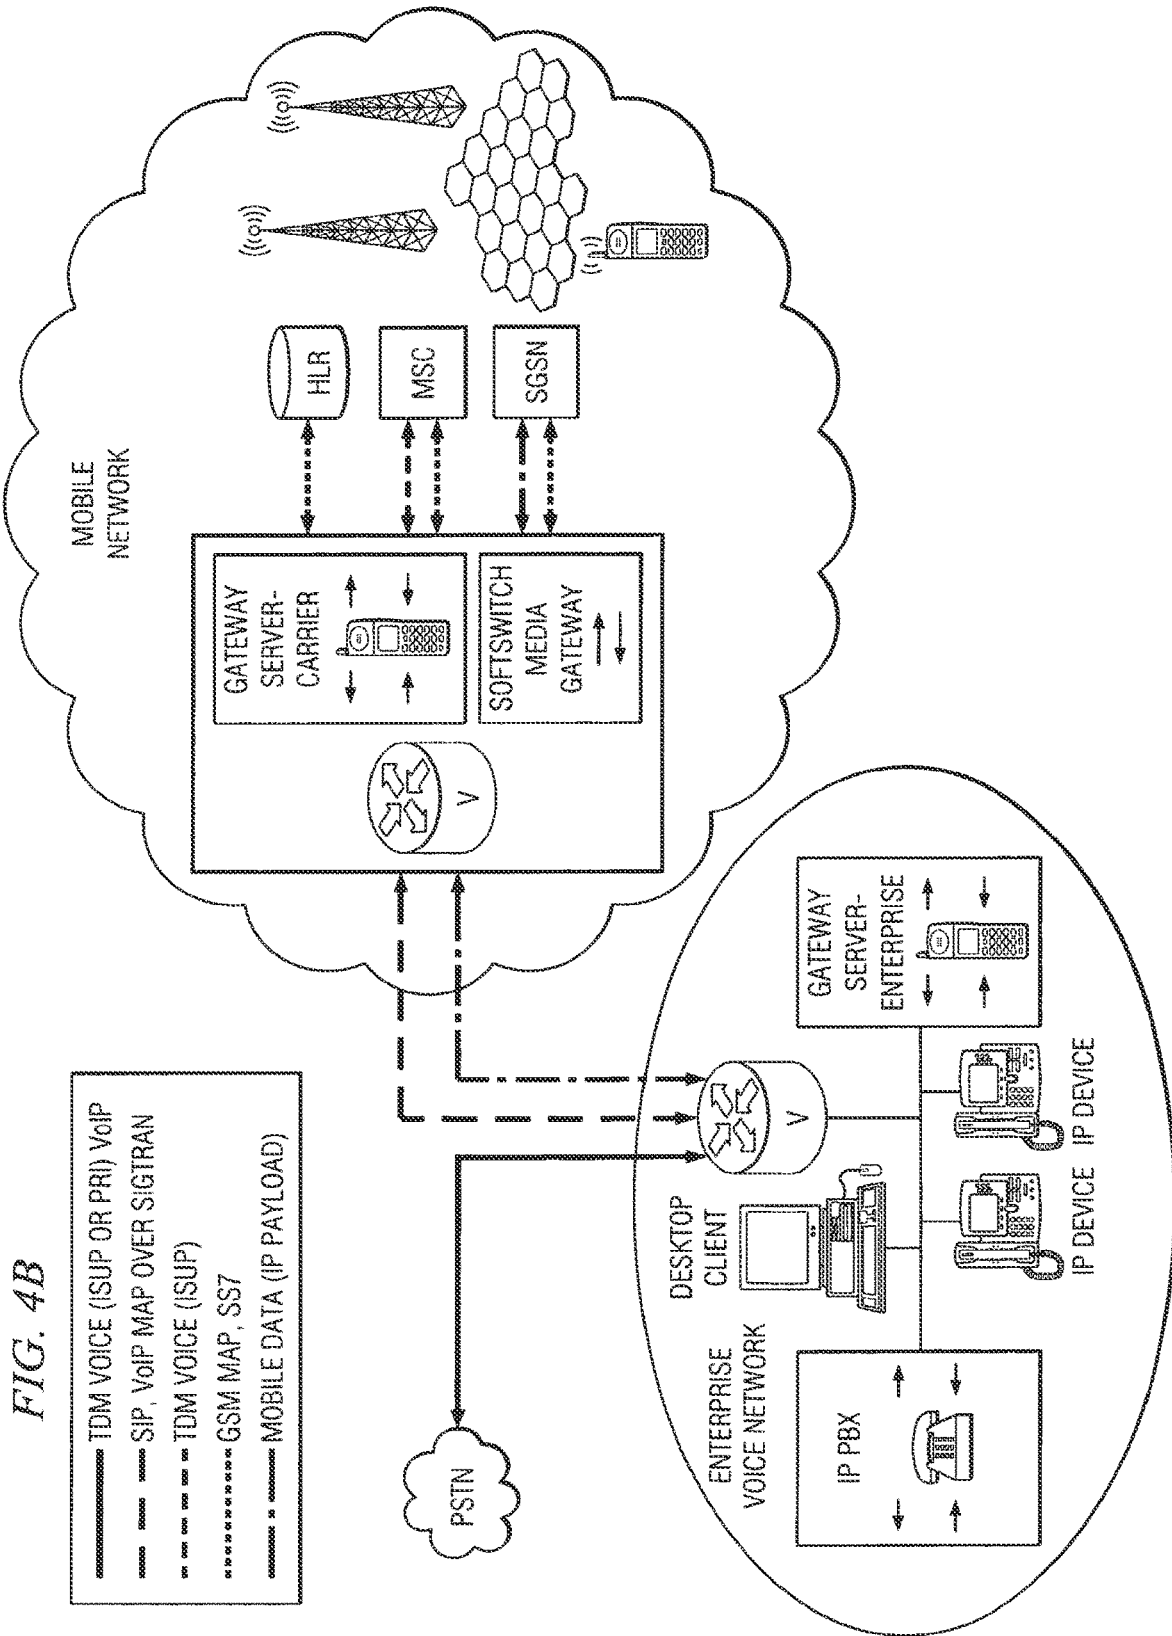 FIG. 4B
TDM VOICE (ISUP OR PRI) VoIP
SIP, VoIP MAP OVER SIGTRAN
TDM VOICE (ISUP)
GSM MAP, SS7
MOBILE DATA (IP PAYLOAD)
MOBILE
NETWORK
GATEWAY
SERVER-
CARRIER
SOFTSWITCH
MEDIA
GATEWAY
V
HLR
MSC
SGSN
PSTN
ENTERPRISE
VOICE NETWORK
DESKTOP
CLIENT
V
GATEWAY
SERVER-
ENTERPRISE
IP PBX
IP DEVICE
IP DEVICE